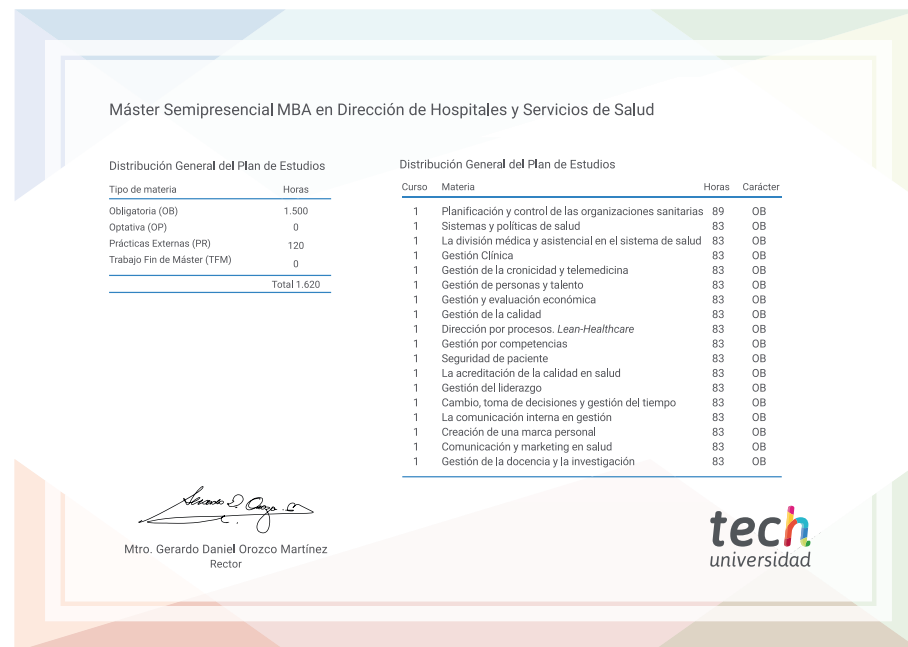 Máster Semipresencial MBA en Dirección de Hospitales y Servicios de Salud
Distribución General del Plan de Estudios
Tipo de materia Horas
Obligatoria (OB) 1.500
Optativa (OP) 0
Prácticas Externas (PR) 120
Trabajo Fin de Máster (TFM) 0
Total 1.620
Distribución General del Plan de Estudios
Curso Materia Horas Carácter
1 Planificación y control de las organizaciones sanitarias 89 OB
1 Sistemas y políticas de salud 83 OB
1 La división médica y asistencial en el sistema de salud 83 OB
1 Gestión Clínica 83 OB
1 Gestión de la cronicidad y telemedicina 83 OB
1 Gestión de personas y talento 83 OB
1 Gestión y evaluación económica 83 OB
1 Gestión de la calidad 83 OB
1 Dirección por procesos. Lean-Healthcare 83 OB
1 Gestión por competencias 83 OB
1 Seguridad de paciente 83 OB
1 La acreditación de la calidad en salud 83 OB
1 Gestión del liderazgo 83 OB
1 Cambio, toma de decisiones y gestión del tiempo 83 OB
1 La comunicación interna en gestión 83 OB
1 Creación de una marca personal 83 OB
1 Comunicación y marketing en salud 83 OB
1 Gestión de la docencia y la investigación 83 OB
Mtro. Gerardo Daniel Orozco Martínez
Rector
tech
universidad